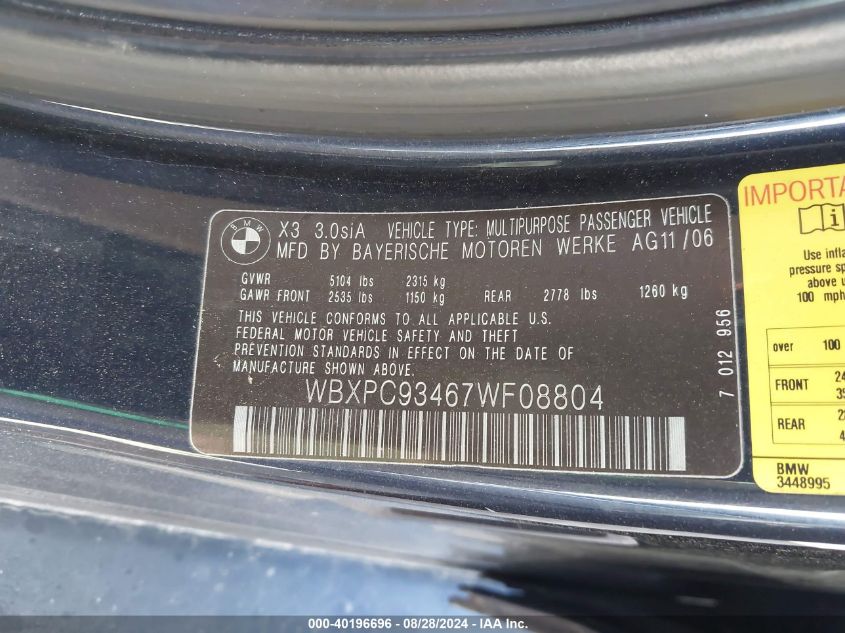 BMW
X3 3.0siA VEHICLE TYPE: MULTIPURPOSE PASSENGER VEHICLE
MFD BY BAYERISCHE MOTOREN WERKE AG11/06
GVWR 5104 lbs 2315 kg
GAWR FRONT 2535 lbs 1150 kg REAR 2778 lbs 1260 kg
THIS VEHICLE CONFORMS TO ALL APPLICABLE U.S.
FEDERAL MOTOR VEHICLE SAFETY AND THEFT
PREVENTION STANDARDS IN EFFECT ON THE DATE OF
MANUFACTURE SHOWN ABOVE.
WBXPC93467WF08804
7 012 956
IMPORTA
Use infla
pressure sp
above u
100 mph
over 100
FRONT 24
REAR
BMW
3448995
000-40196696 - 08/28/2024 - IAA Inc.